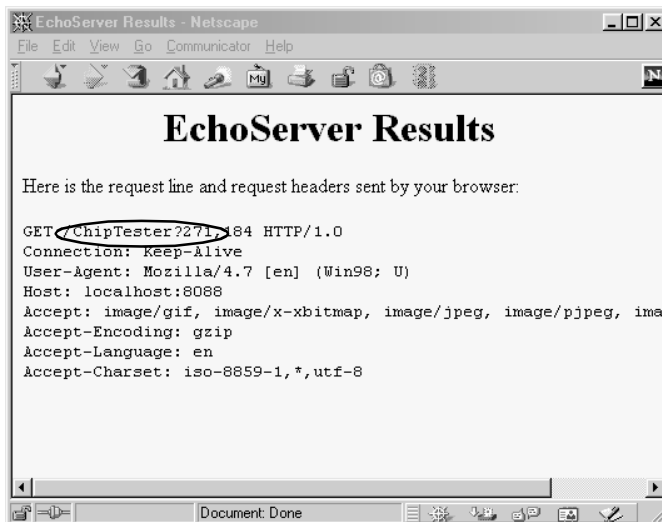 EchoServer Results - Netscape
File Edit View Go Communicator Help
My
N
EchoServer Results
Here is the request line and request headers sent by your browser:
GET /ChipTester?271,184 HTTP/1.0
Connection: Keep-Alive
User-Agent: Mozilla/4.7 [en] (Win98; U)
Host: localhost:8088
Accept: image/gif, image/x-xbitmap, image/jpeg, image/pjpeg, ima
Accept-Encoding: gzip
Accept-Language: en
Accept-Charset: iso-8859-1,*,utf-8
Document: Done